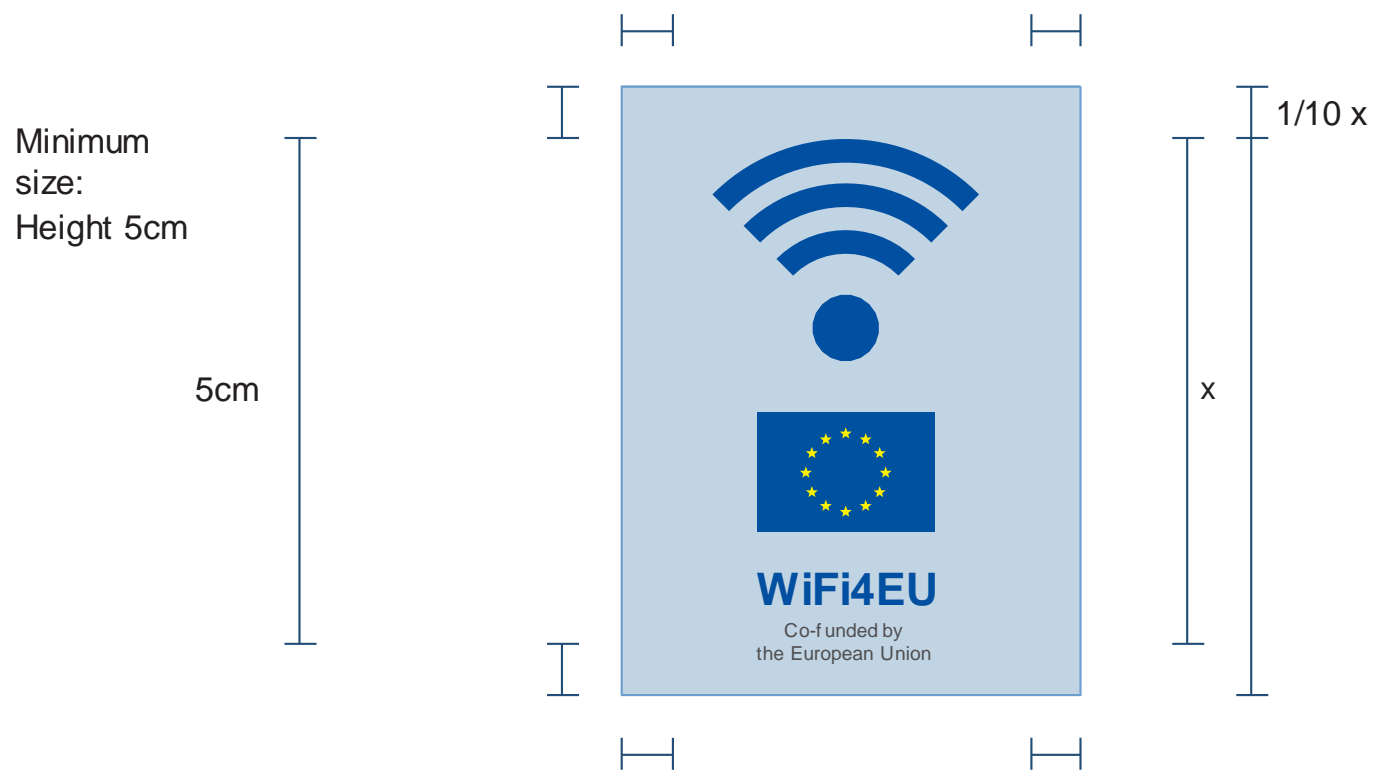 Minimum
size:
Height 5cm
5cm
1/10 x
x
WiFi4EU
Co-funded by
the European Union